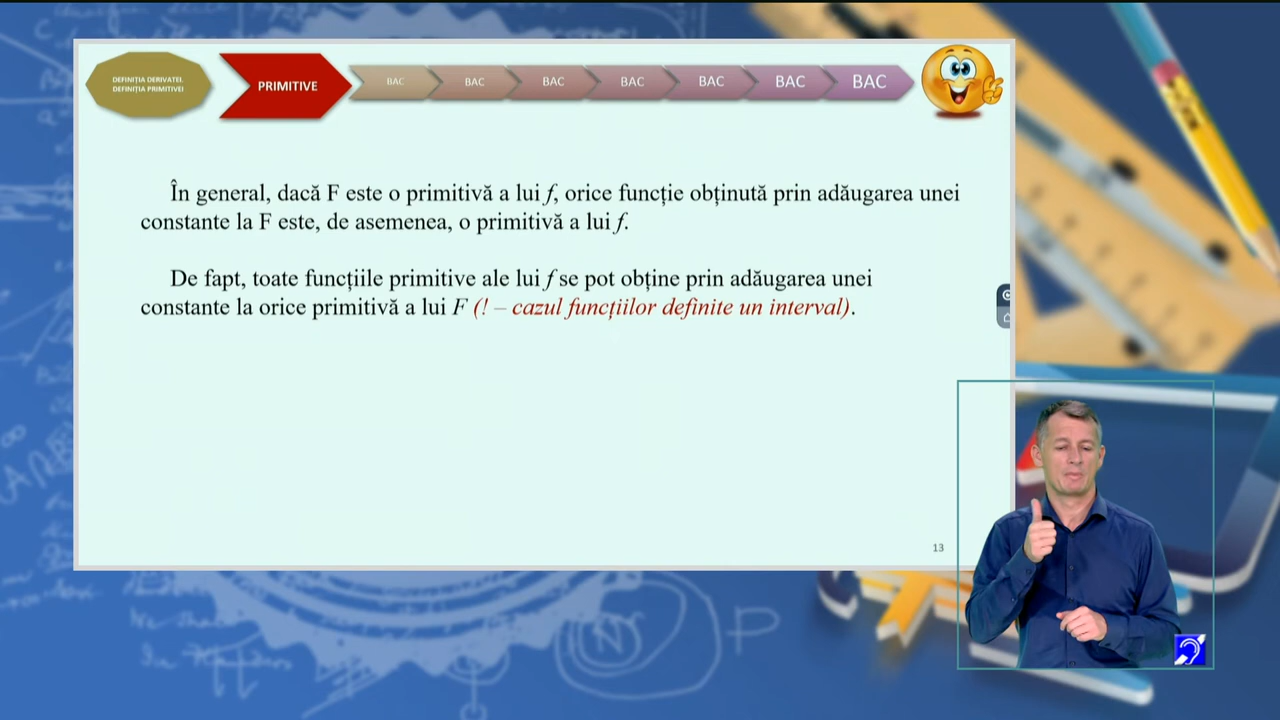 DEFINIȚIA DERIVATEI.
DEFINIȚIA PRIMITIVEI
PRIMITIVE
BAC
BAC
BAC
BAC
BAC
BAC
BAC
În general, dacă F este o primitivă a lui f, orice funcție obținută prin adăugarea unei
constante la F este, de asemenea, o primitivă a lui f.
De fapt, toate funcțiile primitive ale lui f se pot obține prin adăugarea unei
constante la orice primitivă a lui F (! – cazul funcțiilor definite un interval).
13
P
N